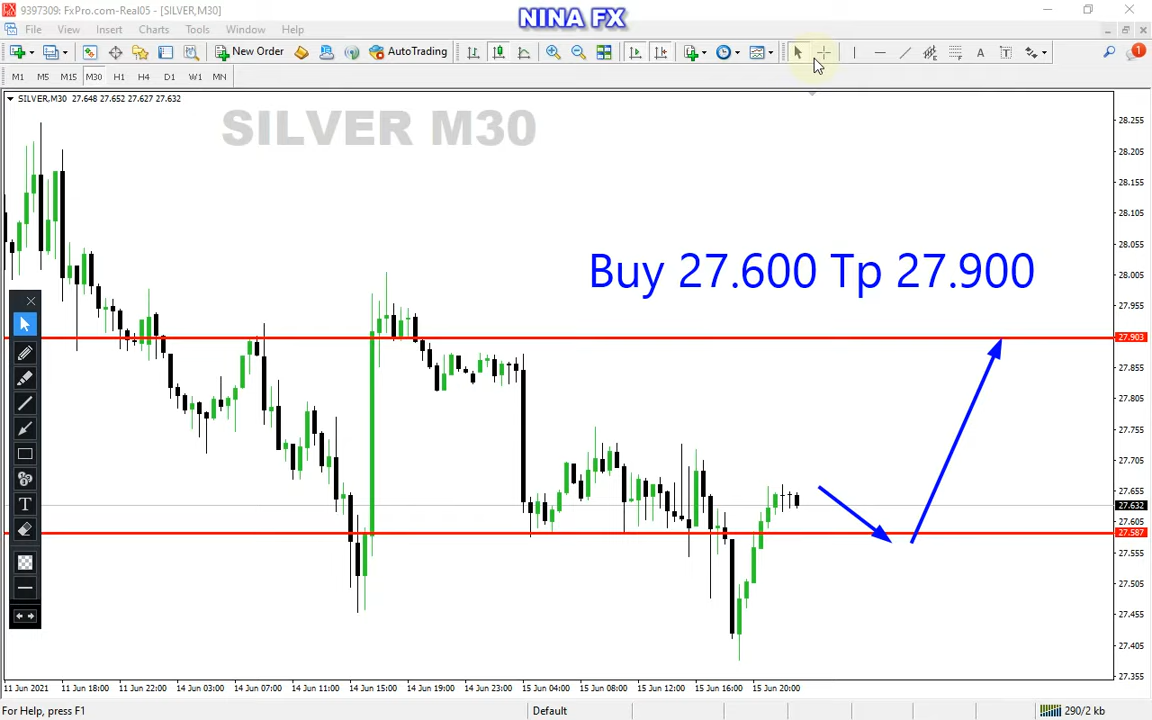 NINA FX
9397309: FxPro.com-Real05 - [SILVER,M30]
File View Insert Charts Tools Window Help
New Order AutoTrading
M1 M5 M15 M30 H1 H4 D1 W1 MN
SILVER,M30 27.648 27.652 27.627 27.632
SILVER M30
Buy 27.600 Tp 27.900
28.255
28.205
28.155
28.105
28.055
28.005
27.955
27.903
27.855
27.805
27.755
27.705
27.655
27.632
27.605
27.587
27.555
27.505
27.455
27.405
27.355
11 Jun 2021 11 Jun 18:00 11 Jun 22:00 14 Jun 03:00 14 Jun 07:00 14 Jun 11:00 14 Jun 15:00 14 Jun 19:00 14 Jun 23:00 15 Jun 04:00 15 Jun 08:00 15 Jun 12:00 15 Jun 16:00 15 Jun 20:00
For Help, press F1 Default 290/2 kb